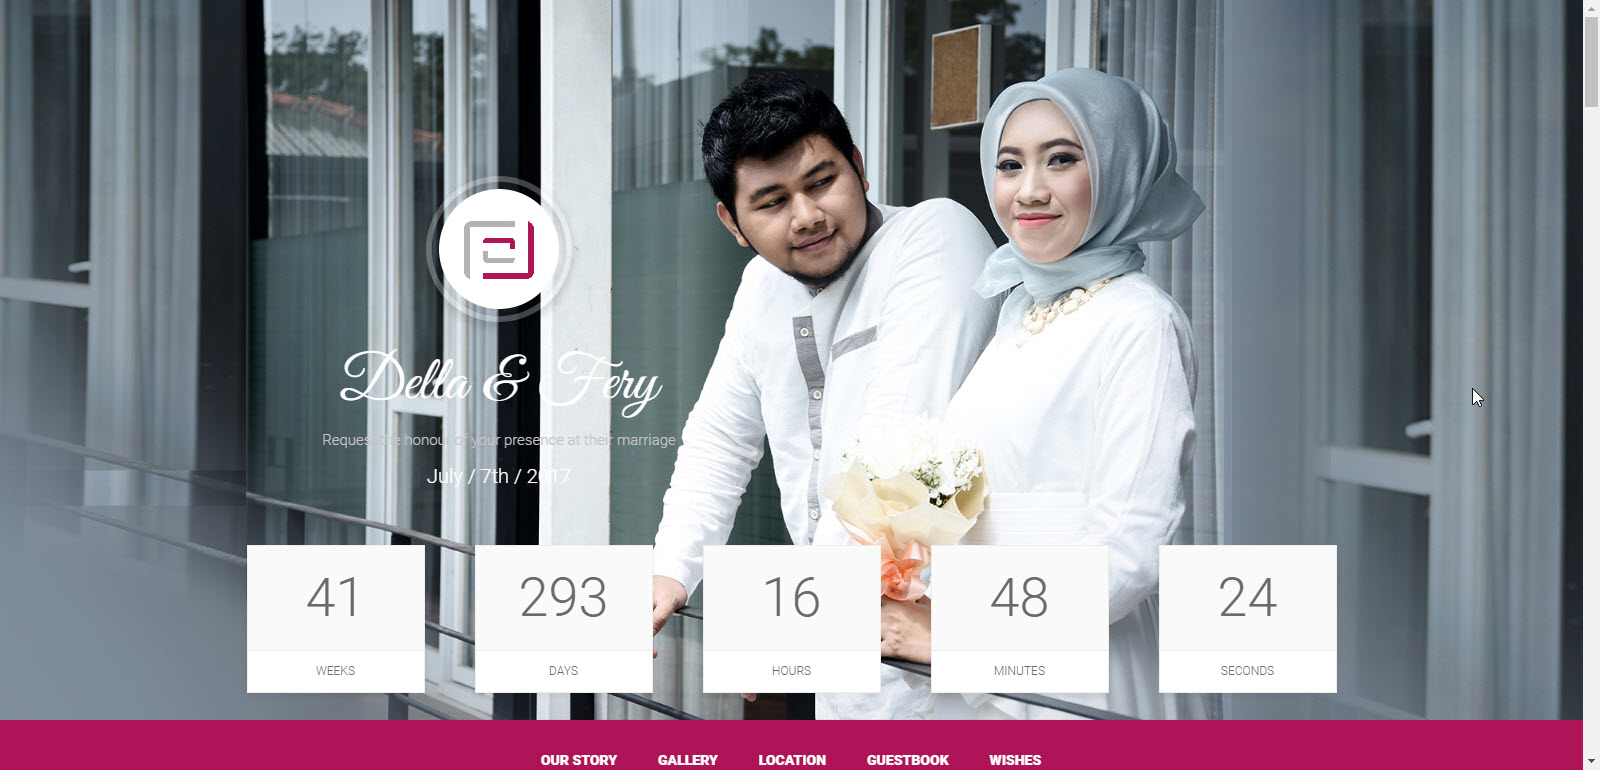 Della & Fery
Request the honour of your presence at their marriage
July / 7th / 2017
41 293 16 48 24
WEEKS DAYS HOURS MINUTES SECONDS
OUR STORY GALLERY LOCATION GUESTBOOK WISHES